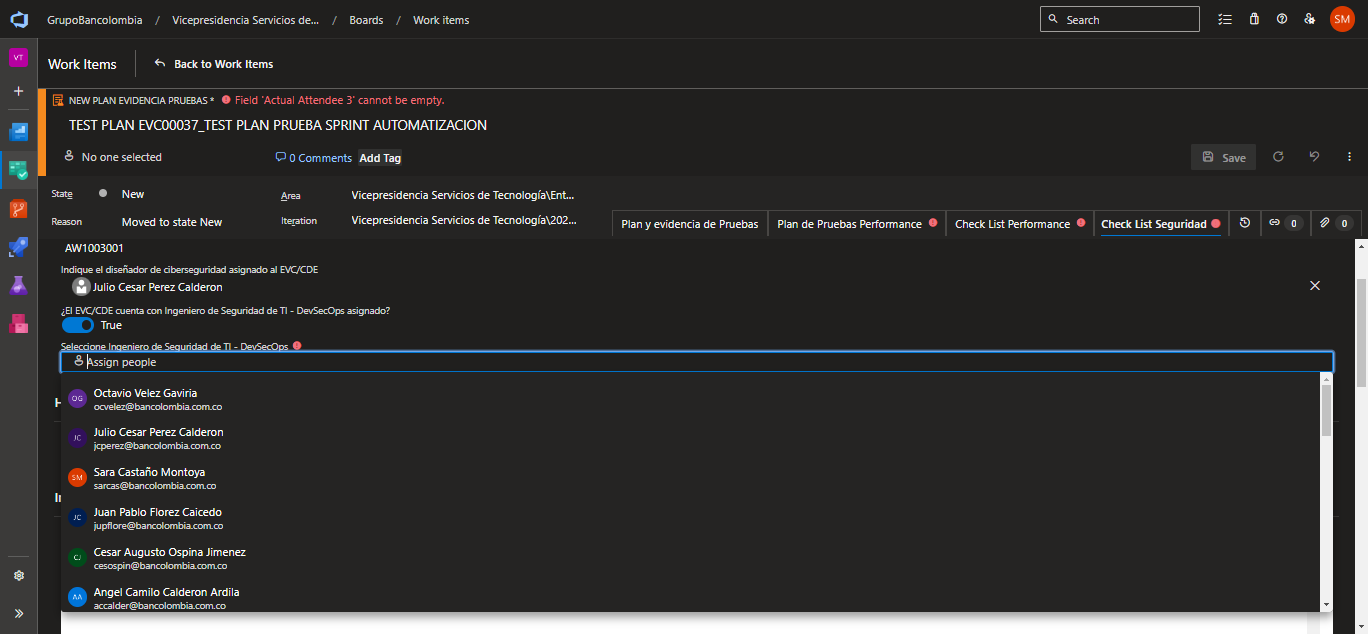 GrupoBancolombia / Vicepresidencia Servicios de... / Boards / Work items
Search
SM
VT
Work Items
Back to Work Items
NEW PLAN EVIDENCIA PRUEBAS * Field 'Actual Attendee 3' cannot be empty.
TEST PLAN EVC00037_TEST PLAN PRUEBA SPRINT AUTOMATIZACION
No one selected
0 Comments
Add Tag
Save
State
New
Area
Vicepresidencia Servicios de Tecnología\Ent...
Reason
Moved to state New
Iteration
Vicepresidencia Servicios de Tecnología\202...
Plan y evidencia de Pruebas
Plan de Pruebas Performance
Check List Performance
Check List Seguridad
0
0
AW1003001
Indique el diseñador de ciberseguridad asignado al EVC/CDE
Julio Cesar Perez Calderon
¿El EVC/CDE cuenta con Ingeniero de Seguridad de TI - DevSecOps asignado?
True
Seleccione Ingeniero de Seguridad de TI - DevSecOps
Assign people
OG
Octavio Velez Gaviria
ocvelez@bancolombia.com.co
JC
Julio Cesar Perez Calderon
jcperez@bancolombia.com.co
SM
Sara Castaño Montoya
sarcas@bancolombia.com.co
JC
Juan Pablo Florez Caicedo
jupflore@bancolombia.com.co
CJ
Cesar Augusto Ospina Jimenez
cesospin@bancolombia.com.co
AA
Angel Camilo Calderon Ardila
accalder@bancolombia.com.co